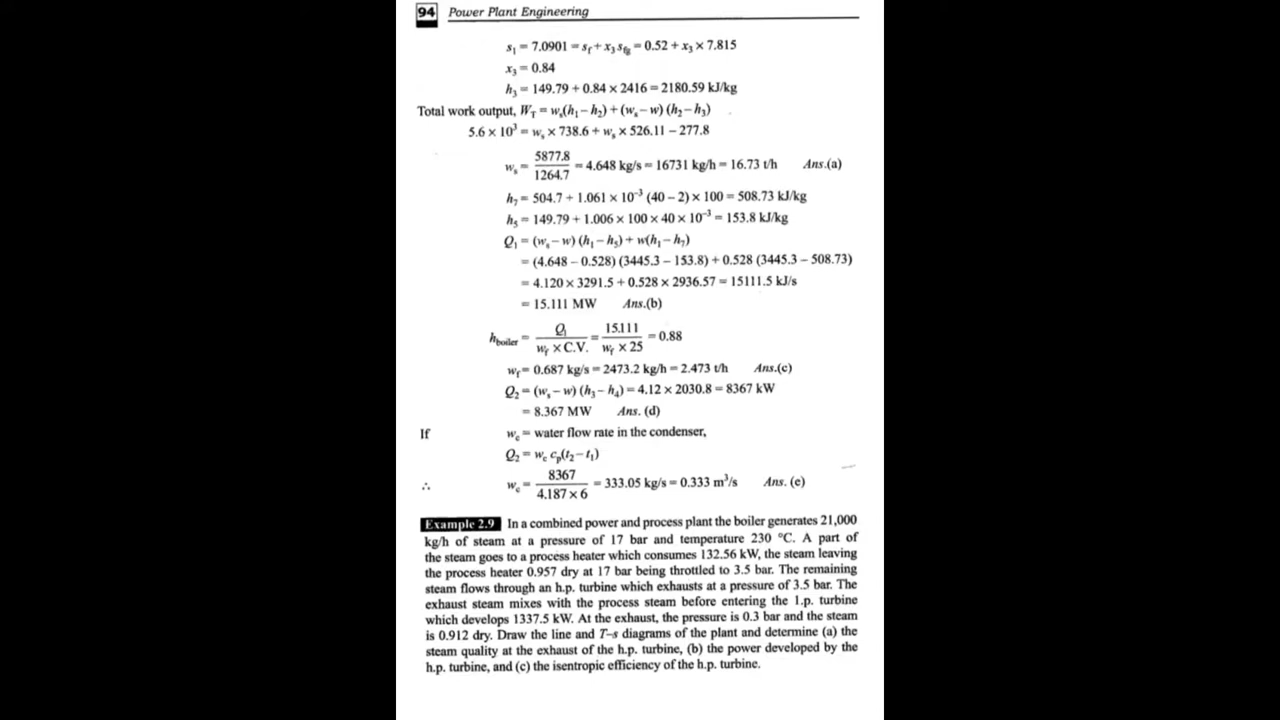 94 Power Plant Engineering
s₁ = 7.0901 = s_f + x₃ s_fg = 0.52 + x₃ × 7.815
x₃ = 0.84
h₃ = 149.79 + 0.84 × 2416 = 2180.59 kJ/kg
Total work output, W_T = w_s(h₁ – h₂) + (w_s – w) (h₂ – h₃)
5.6 × 10³ = w_s × 738.6 + w_s × 526.11 – 277.8
w_s = 5877.8 / 1264.7 = 4.648 kg/s = 16731 kg/h = 16.73 t/h Ans.(a)
h₇ = 504.7 + 1.061 × 10⁻³ (40 – 2) × 100 = 508.73 kJ/kg
h₅ = 149.79 + 1.006 × 100 × 40 × 10⁻³ = 153.8 kJ/kg
Q₁ = (w_s – w) (h₁ – h₅) + w(h₁ – h₇)
= (4.648 – 0.528) (3445.3 – 153.8) + 0.528 (3445.3 – 508.73)
= 4.120 × 3291.5 + 0.528 × 2936.57 = 15111.5 kJ/s
= 15.111 MW Ans.(b)
h_boiler = Q₁ / w_f × C.V. = 15.111 / w_f × 25 = 0.88
w_f = 0.687 kg/s = 2473.2 kg/h = 2.473 t/h Ans.(c)
Q₂ = (w_s – w) (h₃ – h₄) = 4.12 × 2030.8 = 8367 kW
= 8.367 MW Ans. (d)
If w_c = water flow rate in the condenser,
Q₂ = w_c c_p(t₂ – t₁)
∴ w_c = 8367 / 4.187 × 6 = 333.05 kg/s = 0.333 m³/s Ans. (e)
Example 2.9 In a combined power and process plant the boiler generates 21,000
kg/h of steam at a pressure of 17 bar and temperature 230 °C. A part of
the steam goes to a process heater which consumes 132.56 kW, the steam leaving
the process heater 0.957 dry at 17 bar being throttled to 3.5 bar. The remaining
steam flows through an h.p. turbine which exhausts at a pressure of 3.5 bar. The
exhaust steam mixes with the process steam before entering the 1.p. turbine
which develops 1337.5 kW. At the exhaust, the pressure is 0.3 bar and the steam
is 0.912 dry. Draw the line and T–s diagrams of the plant and determine (a) the
steam quality at the exhaust of the h.p. turbine, (b) the power developed by the
h.p. turbine, and (c) the isentropic efficiency of the h.p. turbine.